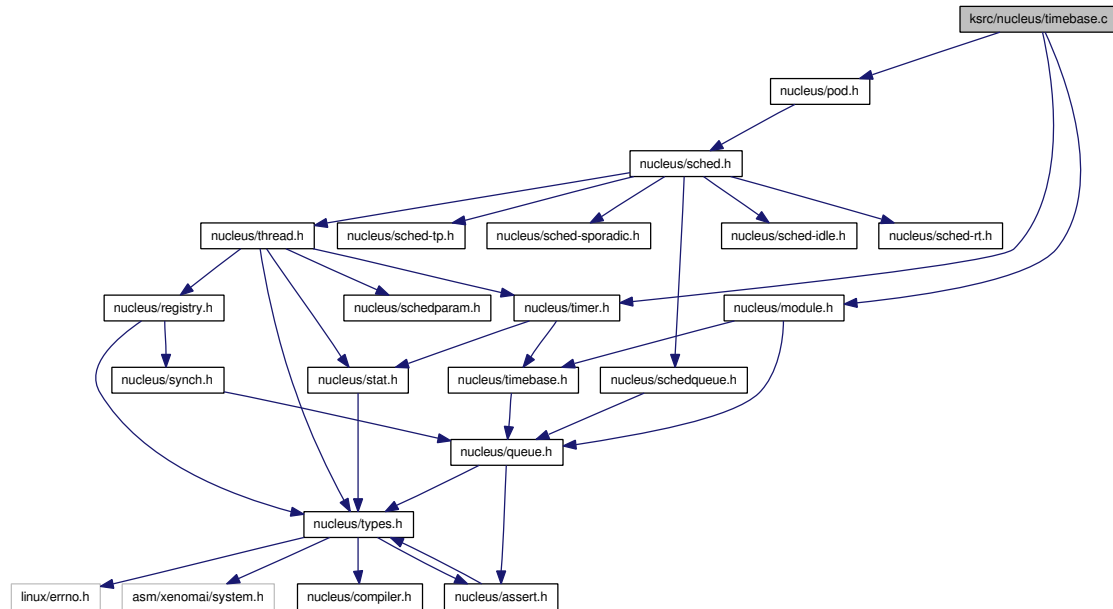 ksrc/nucleus/timebase.c
nucleus/pod.h
nucleus/sched.h
nucleus/thread.h
nucleus/sched-tp.h
nucleus/sched-sporadic.h
nucleus/sched-idle.h
nucleus/sched-rt.h
nucleus/registry.h
nucleus/schedparam.h
nucleus/timer.h
nucleus/module.h
nucleus/synch.h
nucleus/stat.h
nucleus/timebase.h
nucleus/schedqueue.h
nucleus/queue.h
nucleus/types.h
linux/errno.h
asm/xenomai/system.h
nucleus/compiler.h
nucleus/assert.h